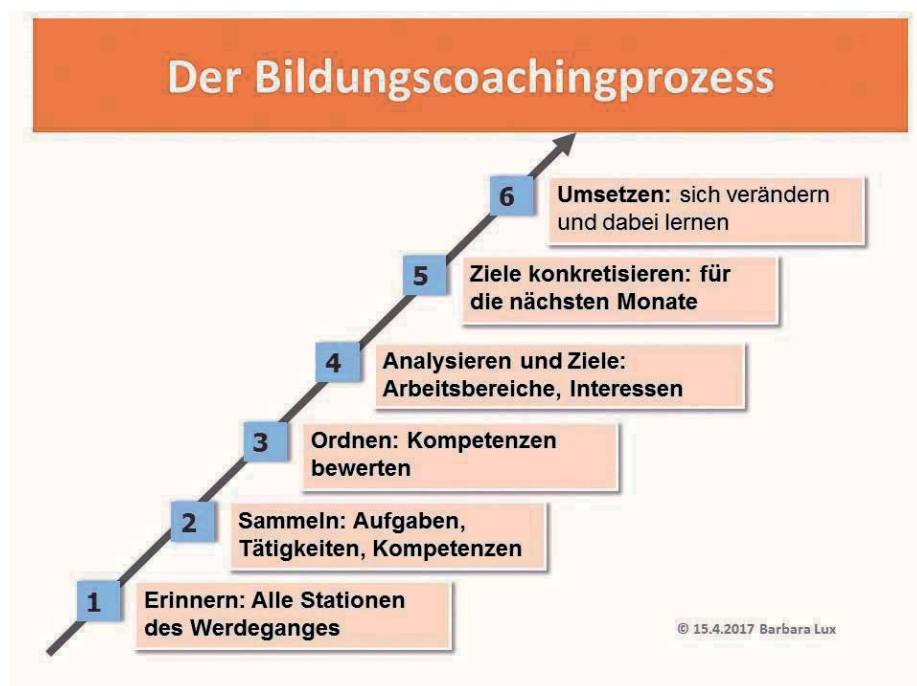 Der Bildungscoachingprozess
6
Umsetzen: sich verändern
und dabei lernen
5
Ziele konkretisieren: für
die nächsten Monate
4
Analysieren und Ziele:
Arbeitsbereiche, Interessen
3
Ordnen: Kompetenzen
bewerten
2
Sammeln: Aufgaben,
Tätigkeiten, Kompetenzen
1
Erinnern: Alle Stationen
des Werdeganges
© 15.4.2017 Barbara Lux